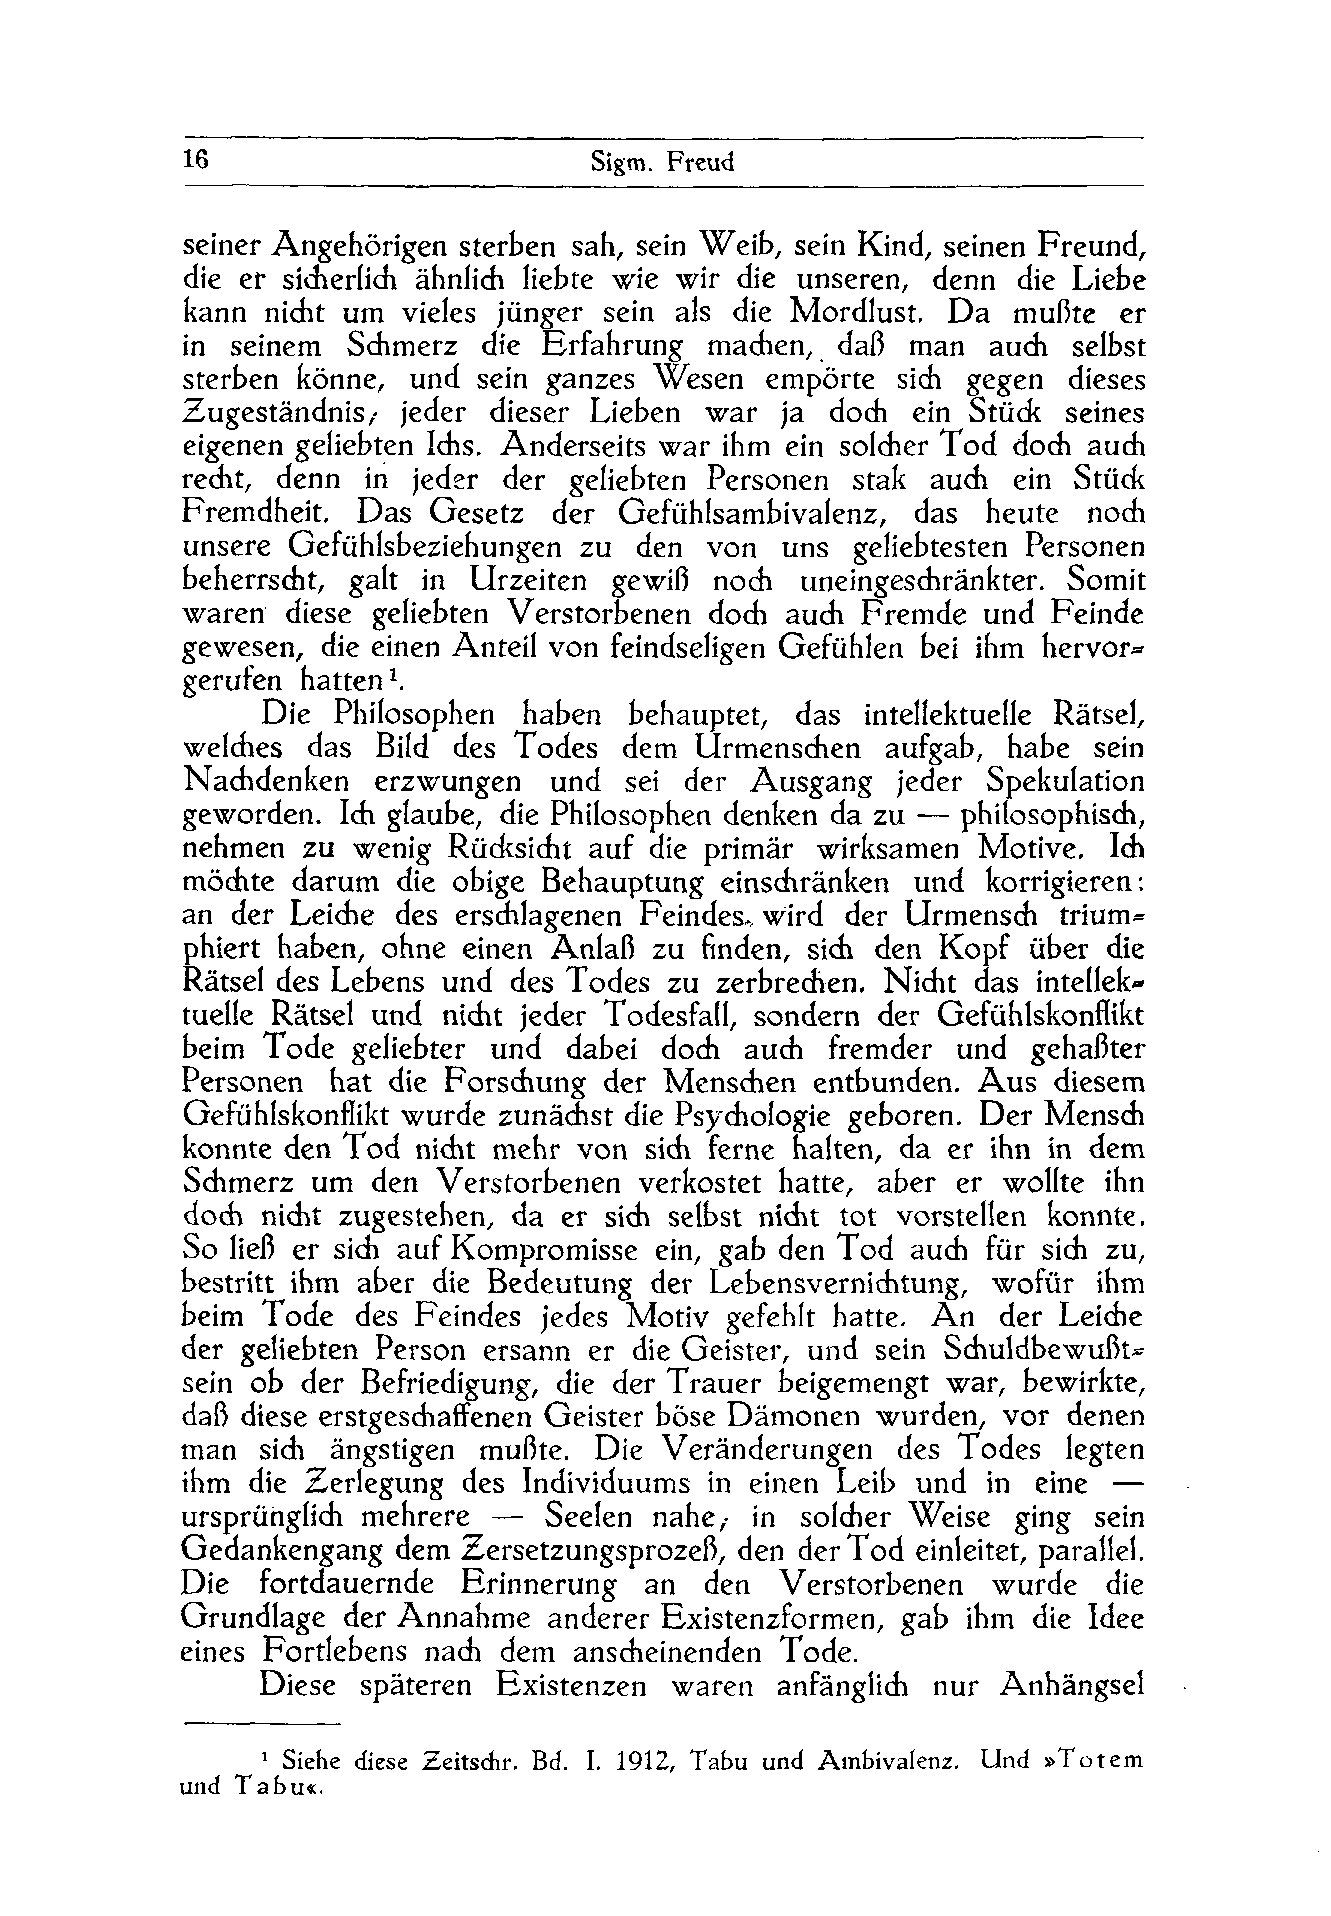 16
Sigm. Freud
seiner Angehörigen sterben sah, sein Weib, sein Kind, seinen Freund,
die er sicherlich ähnlich liebte wie wir die unseren, denn die Liebe
kann nicht um vieles jünger sein als die Mordlust. Da mußte er
in seinem Schmerz die Erfahrung machen, daß man auch selbst
sterben könne, und sein ganzes Wesen empörte sich gegen dieses
Zugeständnis; jeder dieser Lieben war ja doch ein Stück seines
eigenen geliebten Ichs. Anderseits war ihm ein solcher Tod doch auch
recht, denn in jeder der geliebten Personen stak auch ein Stück
Fremdheit. Das Gesetz der Gefühlsambivalenz, das heute noch
unsere Gefühlsbeziehungen zu den von uns geliebtesten Personen
beherrscht, galt in Urzeiten gewiß noch uneingeschränkter. Somit
waren diese geliebten Verstorbenen doch auch Fremde und Feinde
gewesen, die einen Anteil von feindseligen Gefühlen bei ihm hervor-
gerufen hatten¹.
Die Philosophen haben behauptet, das intellektuelle Rätsel,
welches das Bild des Todes dem Urmenschen aufgab, habe sein
Nachdenken erzwungen und sei der Ausgang jeder Spekulation
geworden. Ich glaube, die Philosophen denken da zu — philosophisch,
nehmen zu wenig Rücksicht auf die primär wirksamen Motive. Ich
möchte darum die obige Behauptung einschränken und korrigieren:
an der Leiche des erschlagenen Feindes wird der Urmensch trium-
phiert haben, ohne einen Anlaß zu finden, sich den Kopf über die
Rätsel des Lebens und des Todes zu zerbrechen. Nicht das intellek-
tuelle Rätsel und nicht jeder Todesfall, sondern der Gefühlskonflikt
beim Tode geliebter und dabei doch auch fremder und gehaßter
Personen hat die Forschung der Menschen entbunden. Aus diesem
Gefühlskonflikt wurde zunächst die Psychologie geboren. Der Mensch
konnte den Tod nicht mehr von sich ferne halten, da er ihn in dem
Schmerz um den Verstorbenen verkostet hatte, aber er wollte ihn
doch nicht zugestehen, da er sich selbst nicht tot vorstellen konnte.
So ließ er sich auf Kompromisse ein, gab den Tod auch für sich zu,
bestritt ihm aber die Bedeutung der Lebensvernichtung, wofür ihm
beim Tode des Feindes jedes Motiv gefehlt hatte. An der Leiche
der geliebten Person ersann er die Geister, und sein Schuldbewußt-
sein ob der Befriedigung, die der Trauer beigemengt war, bewirkte,
daß diese erstgeschaffenen Geister böse Dämonen wurden, vor denen
man sich ängstigen mußte. Die Veränderungen des Todes legten
ihm die Zerlegung des Individuums in einen Leib und in eine —
ursprünglich mehrere — Seelen nahe; in solcher Weise ging sein
Gedankengang dem Zersetzungsprozeß, den der Tod einleitet, parallel.
Die fortdauernde Erinnerung an den Verstorbenen wurde die
Grundlage der Annahme anderer Existenzformen, gab ihm die Idee
eines Fortlebens nach dem anscheinenden Tode.
Diese späteren Existenzen waren anfänglich nur Anhängsel
¹ Siehe diese Zeitschr. Bd. I. 1912, Tabu und Ambivalenz. Und »Totem
und Tabu«.